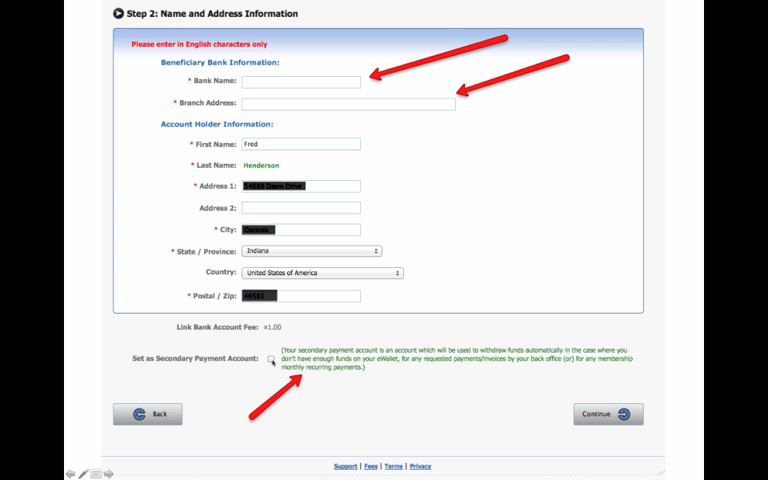 Step 2: Name and Address Information
Please enter in English characters only
Beneficiary Bank Information:
* Bank Name:
* Branch Address:
Account Holder Information:
* First Name: Fred
* Last Name: Henderson
* Address 1:
Address 2:
* City:
* State / Province: Indiana
Country: United States of America
* Postal / Zip:
Link Bank Account Fee: ¤1.00
Set as Secondary Payment Account:
(Your secondary payment account is an account which will be used to withdraw funds automatically in the case where you
don't have enough funds on your eWallet, for any requested payments/invoices by your back office (or) for any membership
monthly recurring payments.)
Back
Continue
Support | Fees | Terms | Privacy